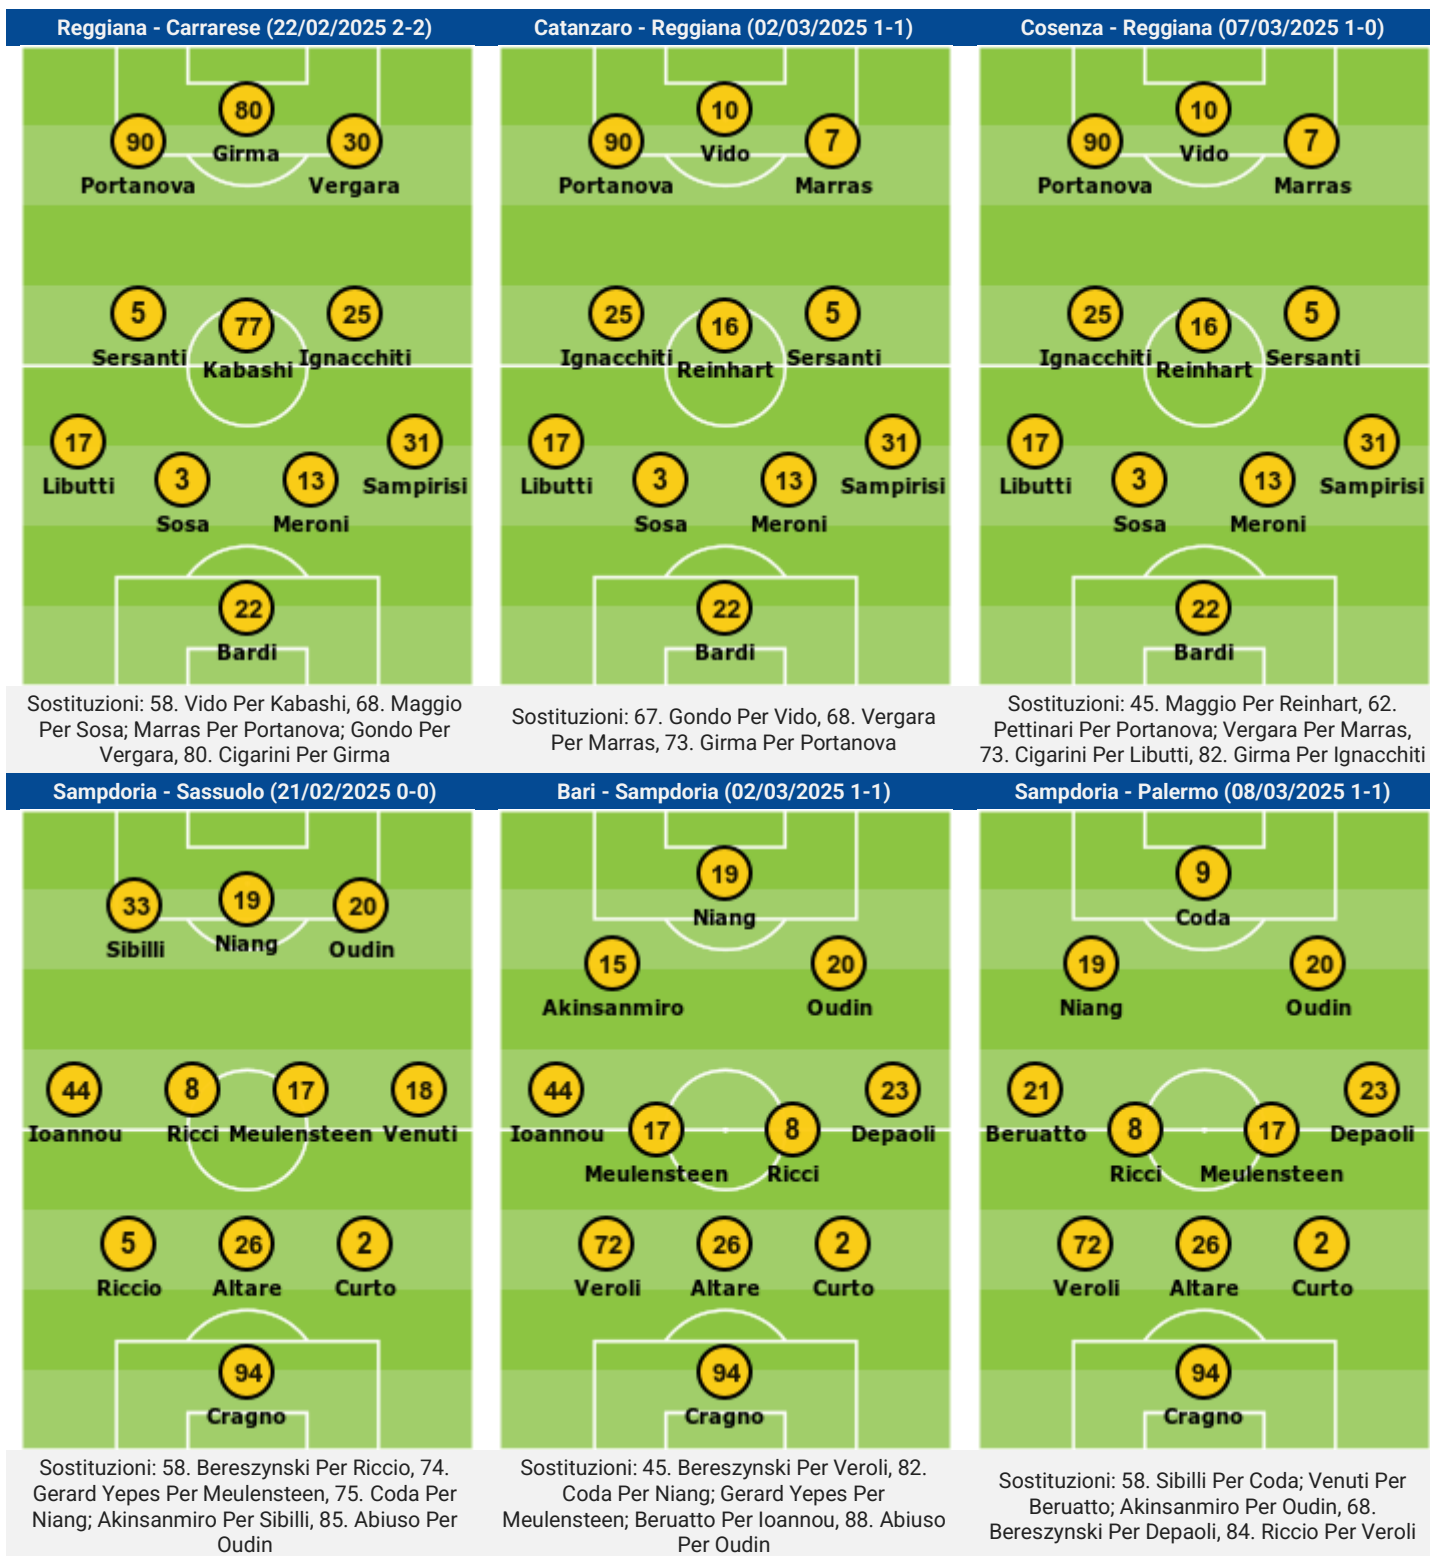 Reggiana - Carrarese (22/02/2025 2-2)
80
Girma
90
Portanova
30
Vergara
5
Sersanti
77
Kabashi
25
Ignacchiti
17
Libutti
3
Sosa
13
Meroni
31
Sampirisi
22
Bardi
Sostituzioni: 58. Vido Per Kabashi, 68. Maggio
Per Sosa; Marras Per Portanova; Gondo Per
Vergara, 80. Cigarini Per Girma
Catanzaro - Reggiana (02/03/2025 1-1)
10
Vido
90
Portanova
7
Marras
25
Ignacchiti
16
Reinhart
5
Sersanti
17
Libutti
3
Sosa
13
Meroni
31
Sampirisi
22
Bardi
Sostituzioni: 67. Gondo Per Vido, 68. Vergara
Per Marras, 73. Girma Per Portanova
Cosenza - Reggiana (07/03/2025 1-0)
10
Vido
90
Portanova
7
Marras
25
Ignacchiti
16
Reinhart
5
Sersanti
17
Libutti
3
Sosa
13
Meroni
31
Sampirisi
22
Bardi
Sostituzioni: 45. Maggio Per Reinhart, 62.
Pettinari Per Portanova; Vergara Per Marras,
73. Cigarini Per Libutti, 82. Girma Per Ignacchiti
Sampdoria - Sassuolo (21/02/2025 0-0)
33
Sibilli
19
Niang
20
Oudin
44
Ioannou
8
Ricci
17
Meulensteen
18
Venuti
5
Riccio
26
Altare
2
Curto
94
Cragno
Sostituzioni: 58. Bereszynski Per Riccio, 74.
Gerard Yepes Per Meulensteen, 75. Coda Per
Niang; Akinsanmiro Per Sibilli, 85. Abiuso Per
Oudin
Bari - Sampdoria (02/03/2025 1-1)
19
Niang
15
Akinsanmiro
20
Oudin
44
Ioannou
17
Meulensteen
8
Ricci
23
Depaoli
72
Veroli
26
Altare
2
Curto
94
Cragno
Sostituzioni: 45. Bereszynski Per Veroli, 82.
Coda Per Niang; Gerard Yepes Per
Meulensteen; Beruatto Per Ioannou, 88. Abiuso
Per Oudin
Sampdoria - Palermo (08/03/2025 1-1)
9
Coda
19
Niang
20
Oudin
21
Beruatto
8
Ricci
17
Meulensteen
23
Depaoli
72
Veroli
26
Altare
2
Curto
94
Cragno
Sostituzioni: 58. Sibilli Per Coda; Venuti Per
Beruatto; Akinsanmiro Per Oudin, 68.
Bereszynski Per Depaoli, 84. Riccio Per Veroli